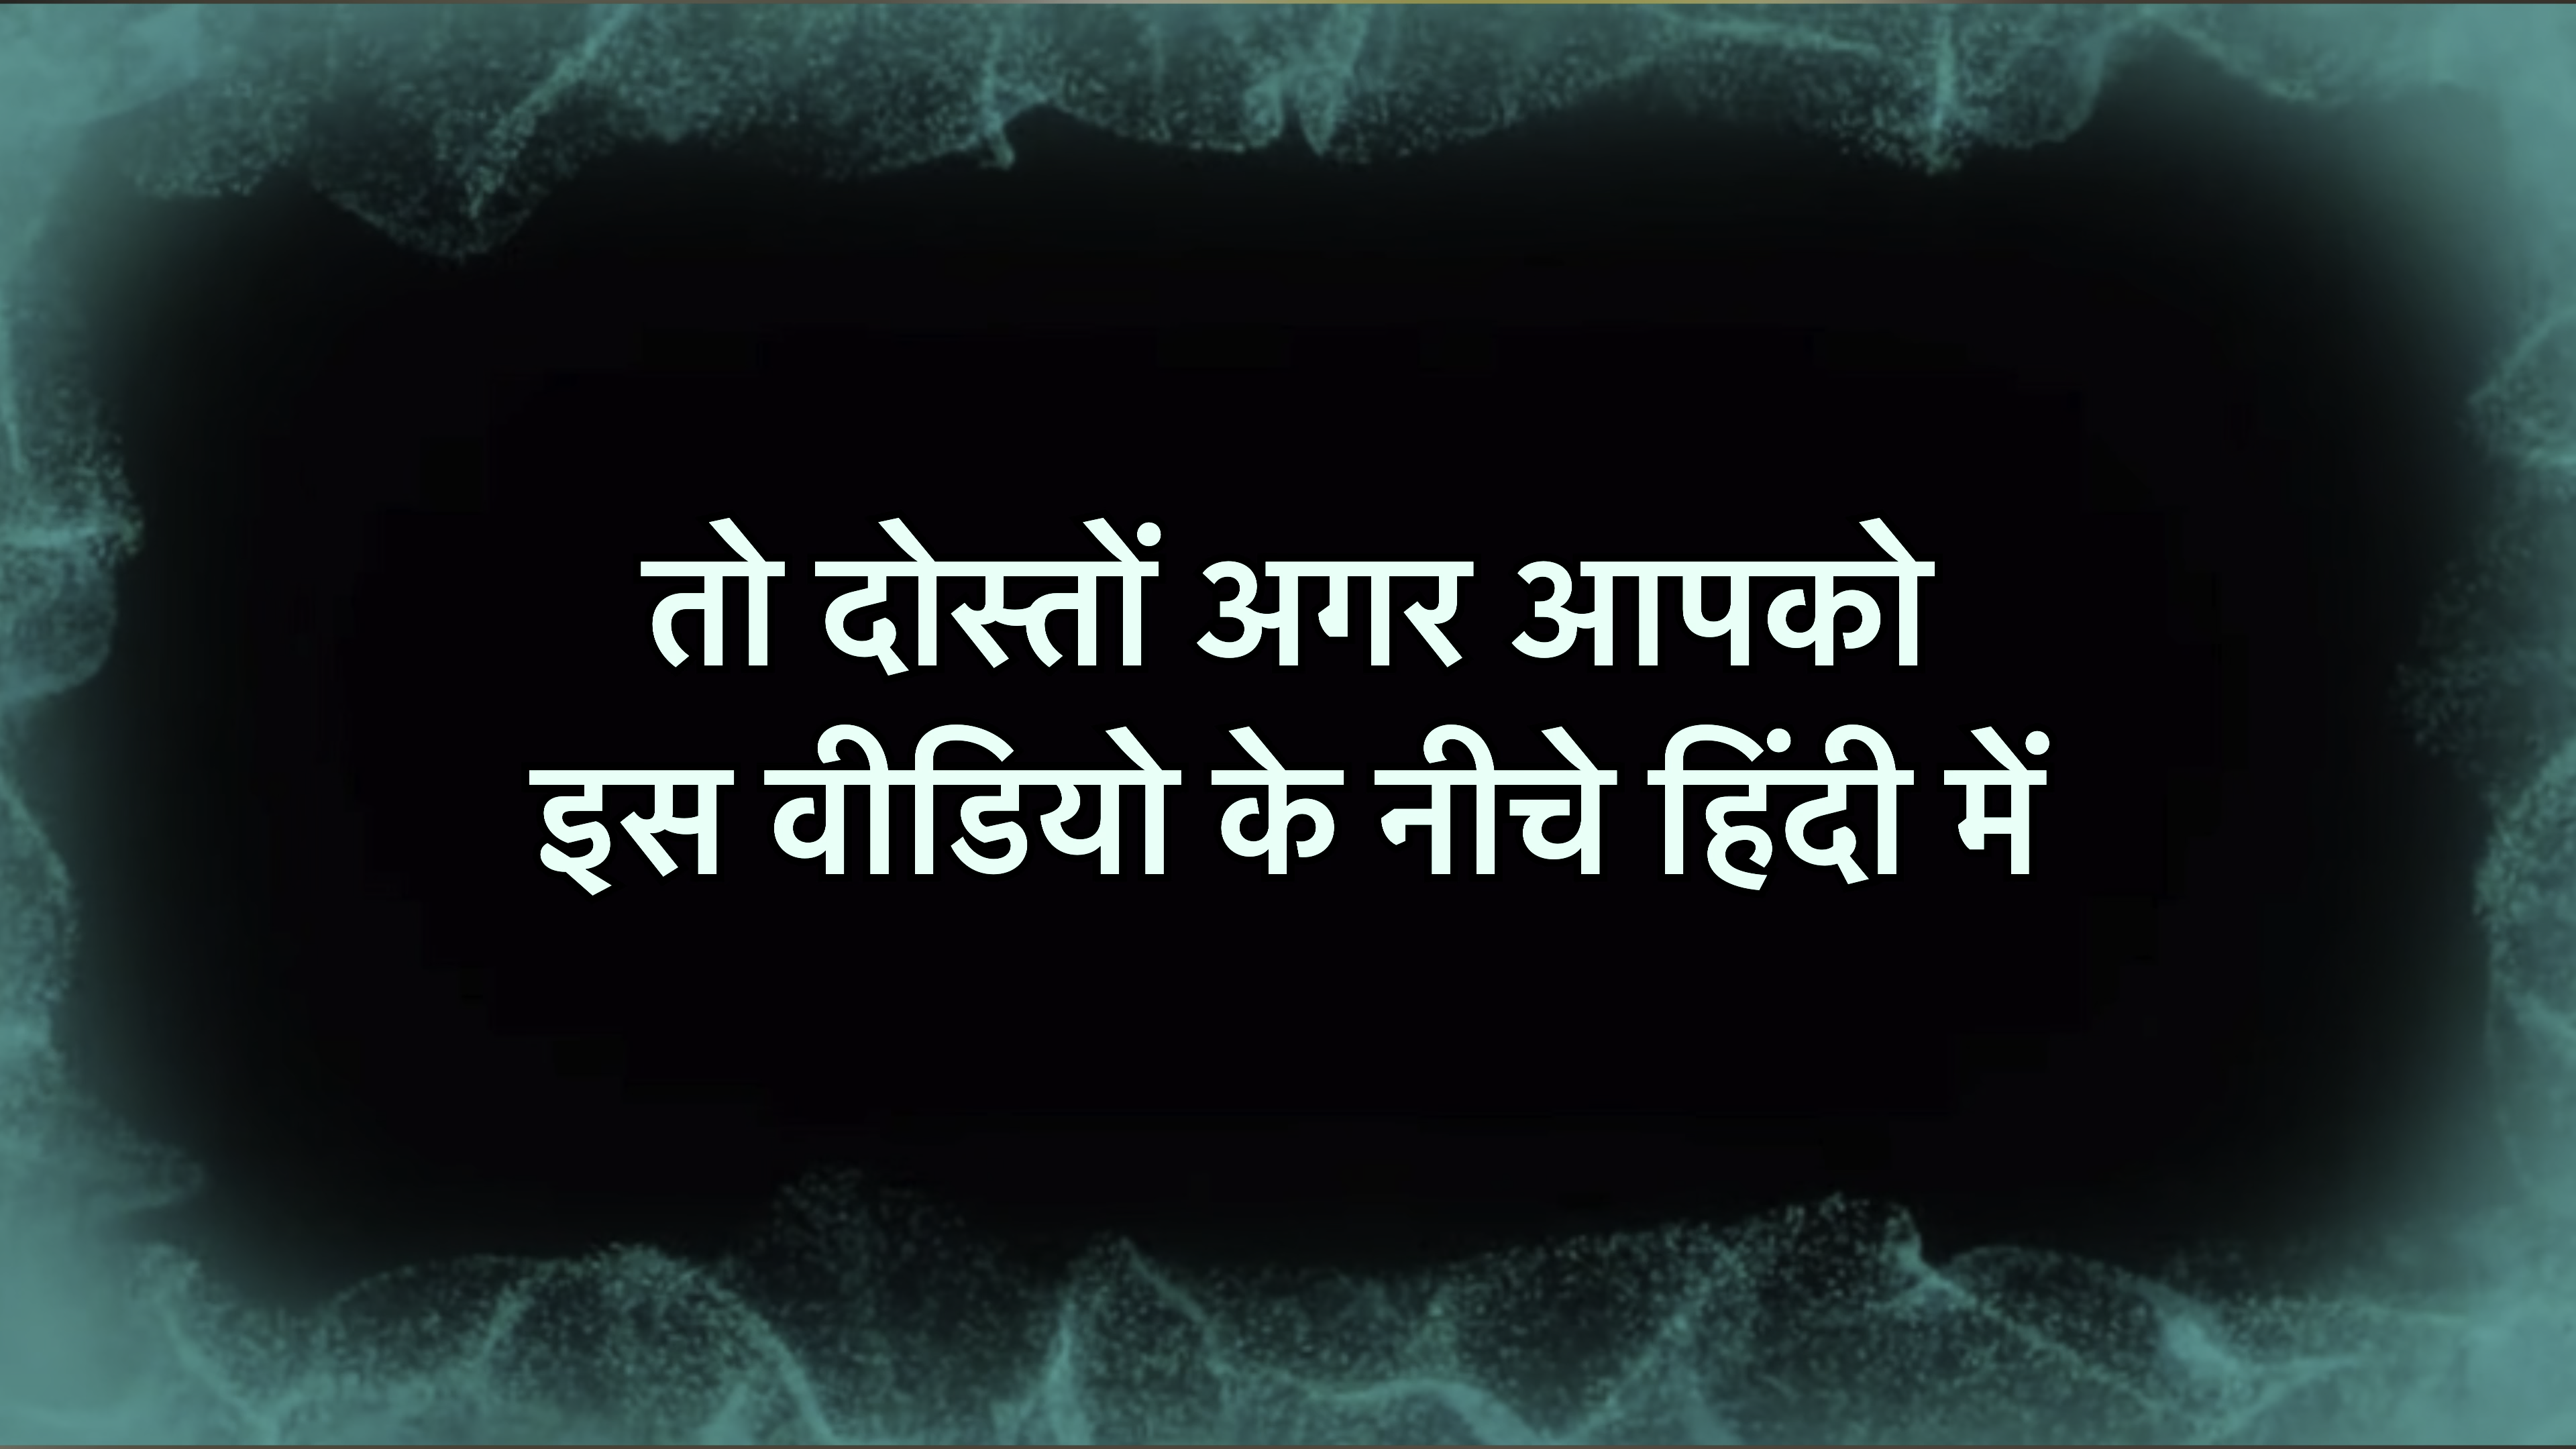 तो दोस्तों अगर आपको
इस वीडियो के नीचे हिंदी में